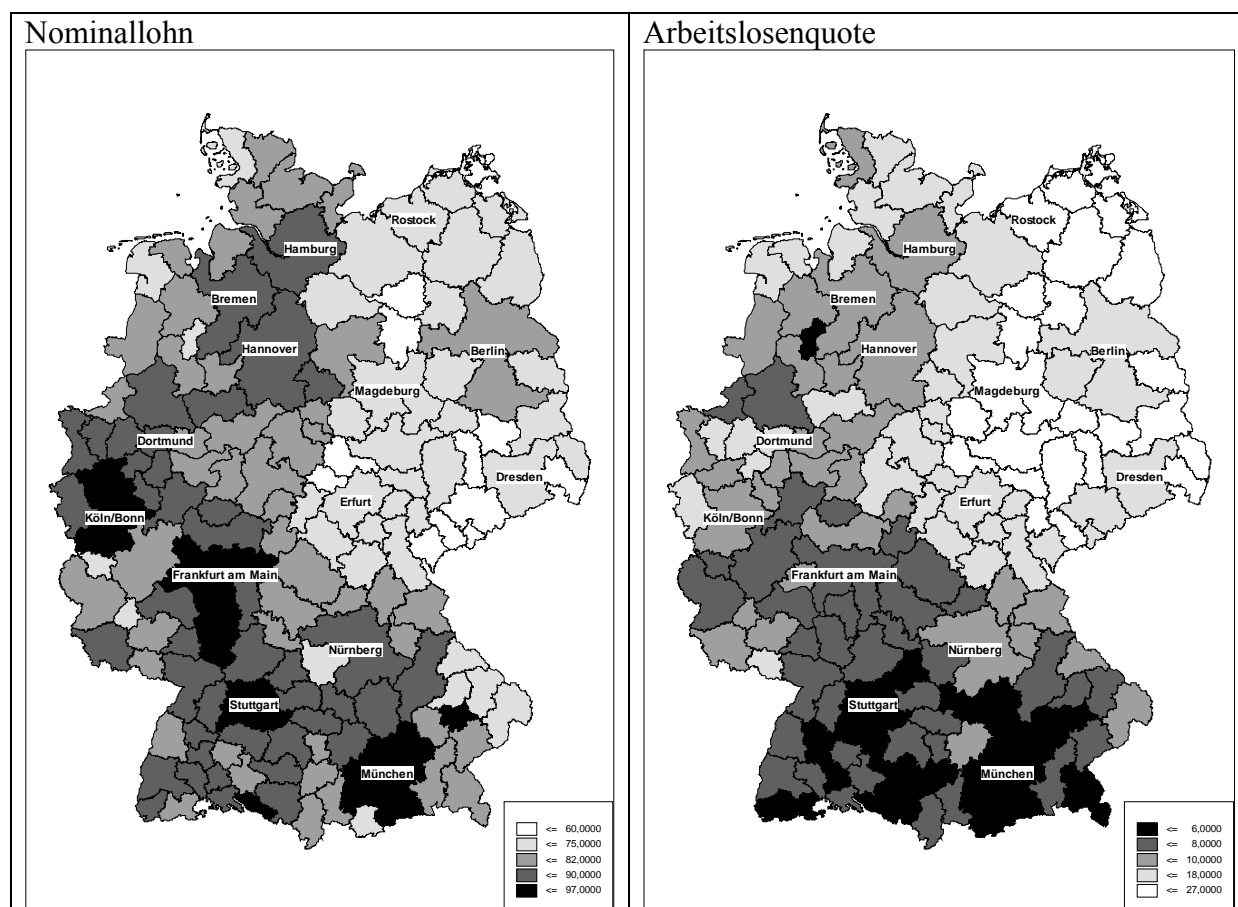 Nominallohn
Rostock
Hamburg
Bremen
Hannover
Berlin
Magdeburg
Dortmund
Dresden
Erfurt
Köln/Bonn
Frankfurt am Main
Nürnberg
Stuttgart
München
<= 60,0000
<= 75,0000
<= 82,0000
<= 90,0000
<= 97,0000
Arbeitslosenquote
Rostock
Hamburg
Bremen
Hannover
Berlin
Magdeburg
Dortmund
Dresden
Erfurt
Köln/Bonn
Frankfurt am Main
Nürnberg
Stuttgart
München
<= 6,0000
<= 8,0000
<= 10,0000
<= 18,0000
<= 27,0000